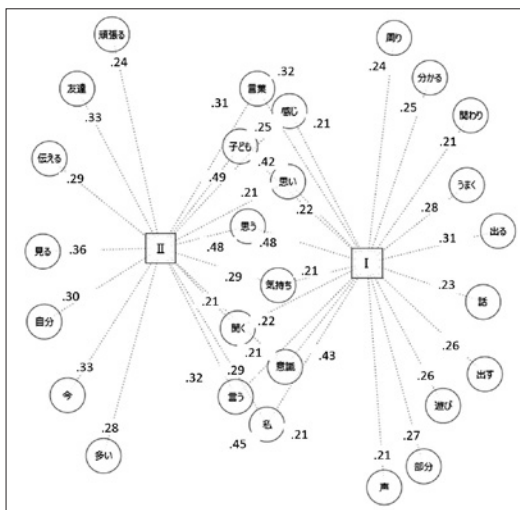 頑張る
周り
.24
.24
分かる
友達
言葉
.32
.25
.33
.31
感じ
関わり
.25
.21
.21
子ども
伝える
.42
思い
うまく
.29
.49
.21
.22
.28
思う
出る
.31
見る
.36
II
.48
.48
I
.29
.21
.23
気持ち
話
.30
.21
自分
聞く
.22
.26
.21
.43
意識
出す
.33
.29
.26
今
.32
言う
遊び
私
.28
.45
.21
.27
多い
.21
部分
声